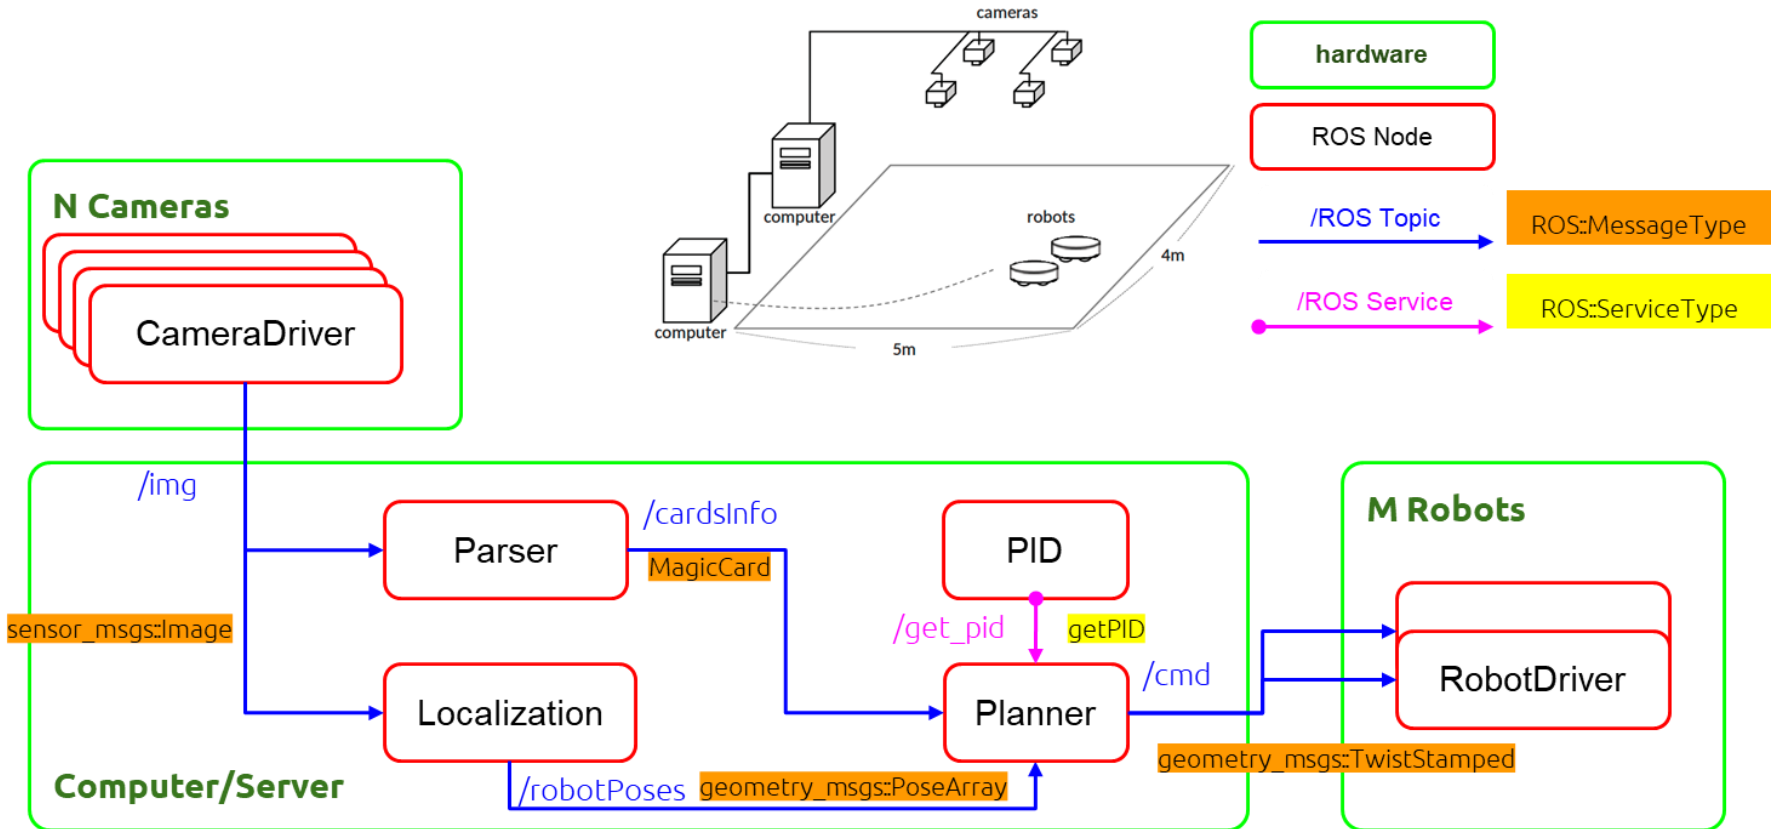 cameras
hardware
ROS Node
N Cameras
computer
robots
/ROS Topic
ROS::MessageType
4m
/ROS Service
ROS::ServiceType
CameraDriver
computer
5m
/img
/cardsInfo
M Robots
Parser
PID
MagicCard
sensor_msgs::Image
/get_pid
getPID
/cmd
RobotDriver
Localization
Planner
geometry_msgs::TwistStamped
Computer/Server
/robotPoses
geometry_msgs::PoseArray